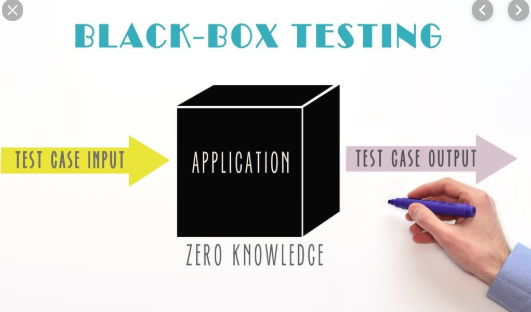 BLACK-BOX TESTING
TEST CASE INPUT
APPLICATION
TEST CASE OUTPUT
ZERO KNOWLEDGE